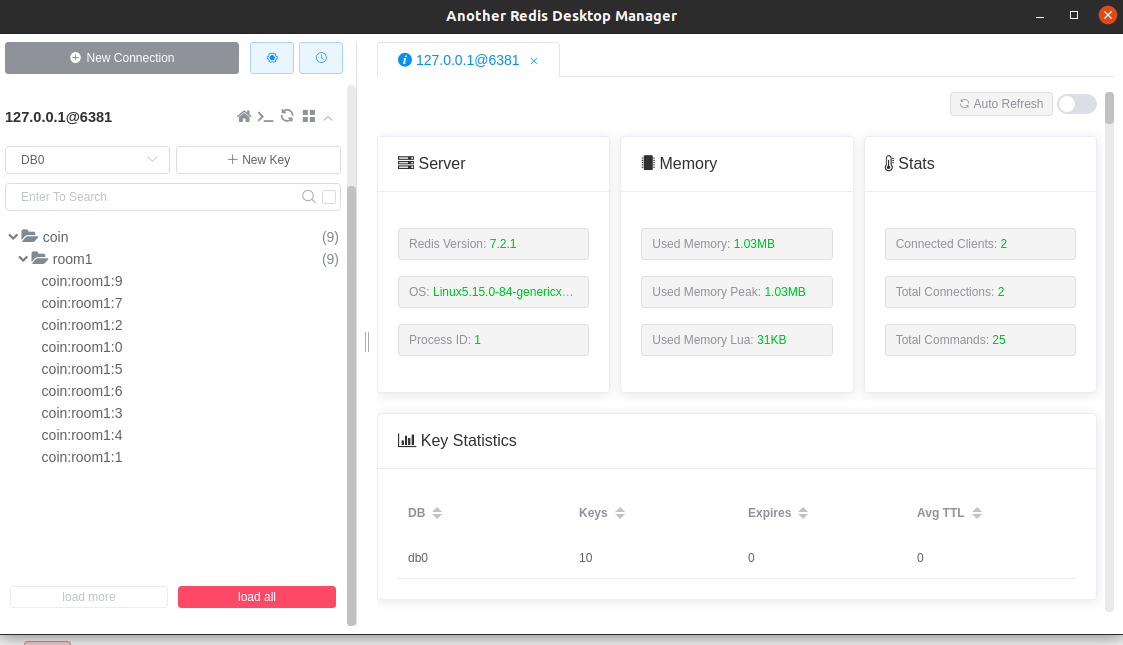 Another Redis Desktop Manager
New Connection
127.0.0.1@6381
127.0.0.1@6381
DB0
New Key
Enter To Search
coin (9)
room1 (9)
coin:room1:9
coin:room1:7
coin:room1:2
coin:room1:0
coin:room1:5
coin:room1:6
coin:room1:3
coin:room1:4
coin:room1:1
load more
load all
Auto Refresh
Server
Redis Version: 7.2.1
OS: Linux5.15.0-84-genericx…
Process ID: 1
Memory
Used Memory: 1.03MB
Used Memory Peak: 1.03MB
Used Memory Lua: 31KB
Stats
Connected Clients: 2
Total Connections: 2
Total Commands: 25
Key Statistics
DB Keys Expires Avg TTL
db0 10 0 0